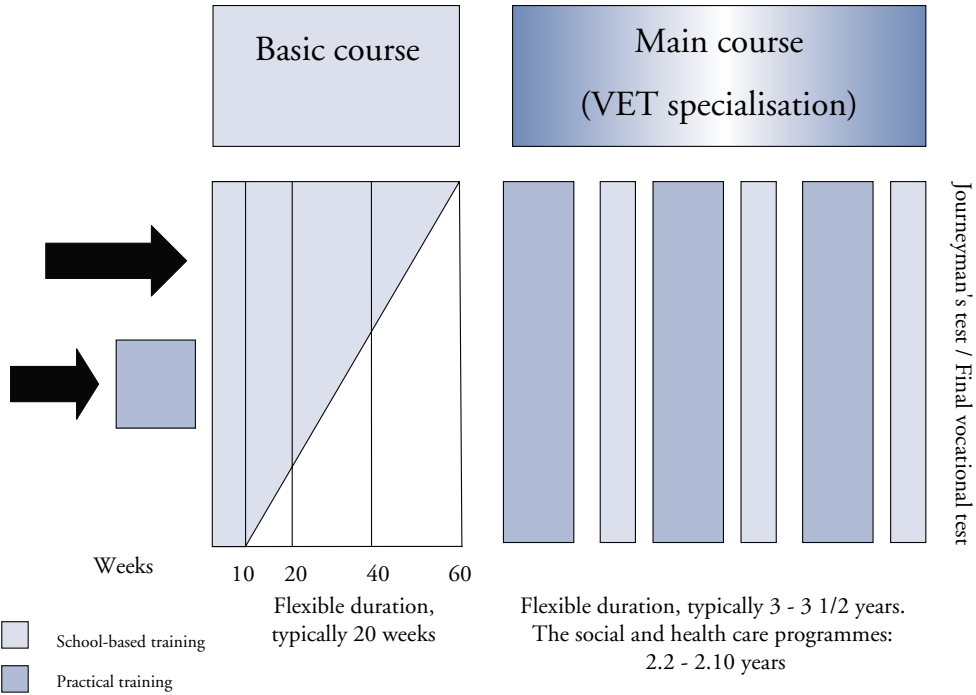 Basic course
Main course
(VET specialisation)
Journeyman's test / Final vocational test
Weeks
10 20 40 60
Flexible duration,
typically 20 weeks
Flexible duration, typically 3 - 3 1/2 years.
The social and health care programmes:
2.2 - 2.10 years
School-based training
Practical training